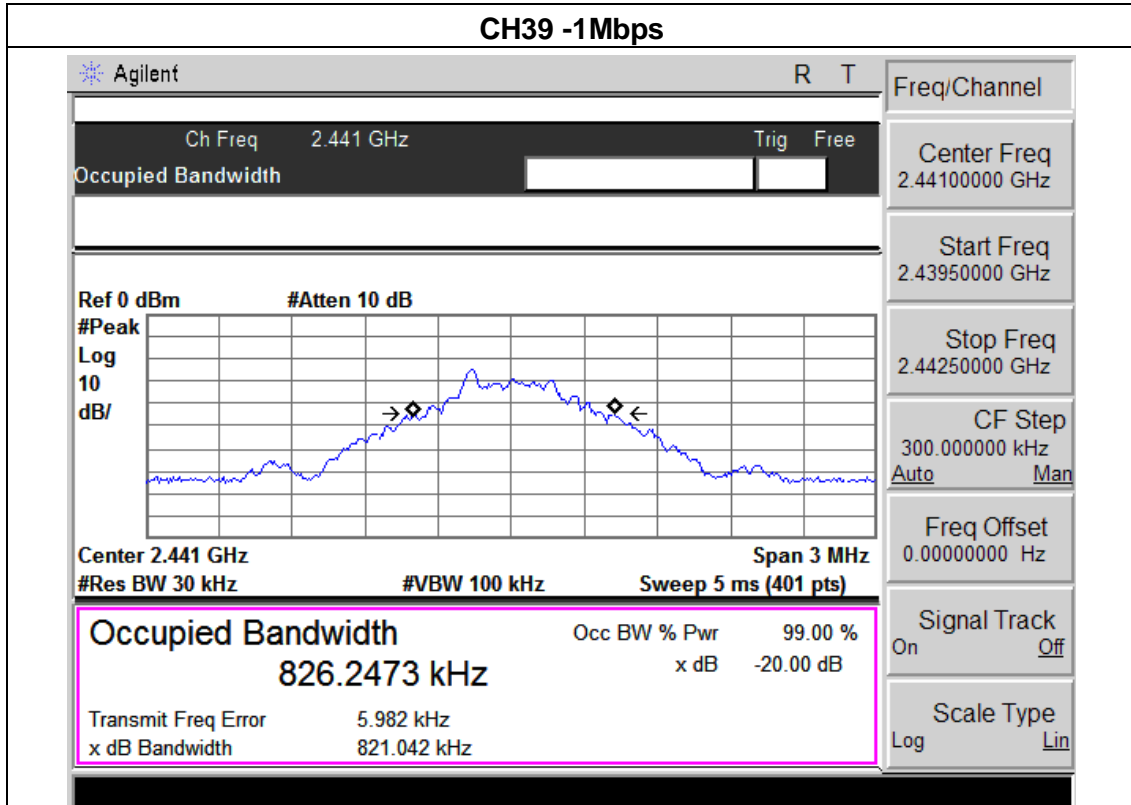 CH39 -1Mbps
Agilent R T
Ch Freq 2.441 GHz Trig Free
Occupied Bandwidth
Ref 0 dBm #Atten 10 dB
#Peak
Log
10
dB/
Center 2.441 GHz Span 3 MHz
#Res BW 30 kHz #VBW 100 kHz Sweep 5 ms (401 pts)
Occupied Bandwidth Occ BW % Pwr 99.00 %
826.2473 kHz x dB -20.00 dB
Transmit Freq Error 5.982 kHz
x dB Bandwidth 821.042 kHz
Freq/Channel
Center Freq
2.44100000 GHz
Start Freq
2.43950000 GHz
Stop Freq
2.44250000 GHz
CF Step
300.000000 kHz
Auto Man
Freq Offset
0.00000000 Hz
Signal Track
On Off
Scale Type
Log Lin